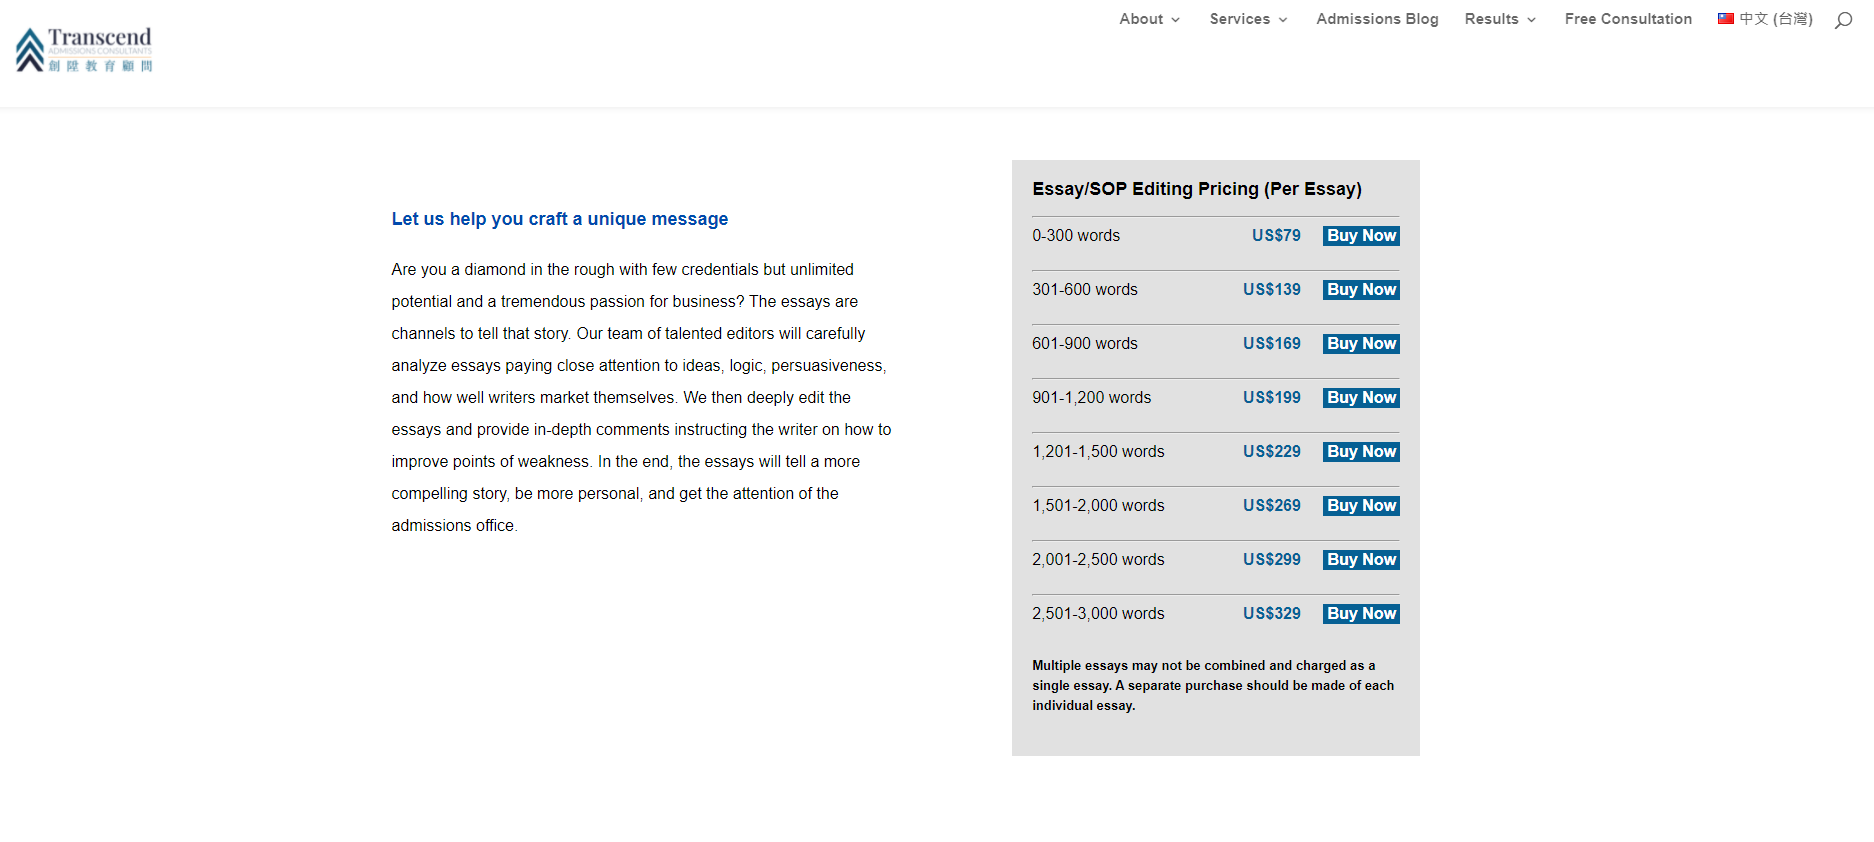 Transcend
ADMISSIONS CONSULTANTS
創陞教育顧問
About
Services
Admissions Blog
Results
Free Consultation
中文 (台灣)
Let us help you craft a unique message
Are you a diamond in the rough with few credentials but unlimited
potential and a tremendous passion for business? The essays are
channels to tell that story. Our team of talented editors will carefully
analyze essays paying close attention to ideas, logic, persuasiveness,
and how well writers market themselves. We then deeply edit the
essays and provide in-depth comments instructing the writer on how to
improve points of weakness. In the end, the essays will tell a more
compelling story, be more personal, and get the attention of the
admissions office.
Essay/SOP Editing Pricing (Per Essay)
0-300 words US$79 Buy Now
301-600 words US$139 Buy Now
601-900 words US$169 Buy Now
901-1,200 words US$199 Buy Now
1,201-1,500 words US$229 Buy Now
1,501-2,000 words US$269 Buy Now
2,001-2,500 words US$299 Buy Now
2,501-3,000 words US$329 Buy Now
Multiple essays may not be combined and charged as a
single essay. A separate purchase should be made of each
individual essay.